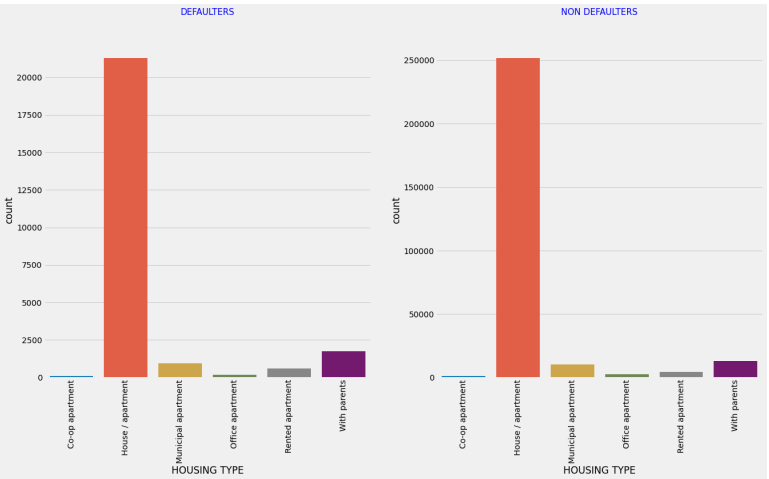 DEFAULTERS
20000
17500
15000
12500
10000
7500
5000
2500
0
count
Co-op apartment
House / apartment
Municipal apartment
Office apartment
Rented apartment
With parents
HOUSING TYPE
NON DEFAULTERS
250000
200000
150000
100000
50000
0
count
Co-op apartment
House / apartment
Municipal apartment
Office apartment
Rented apartment
With parents
HOUSING TYPE